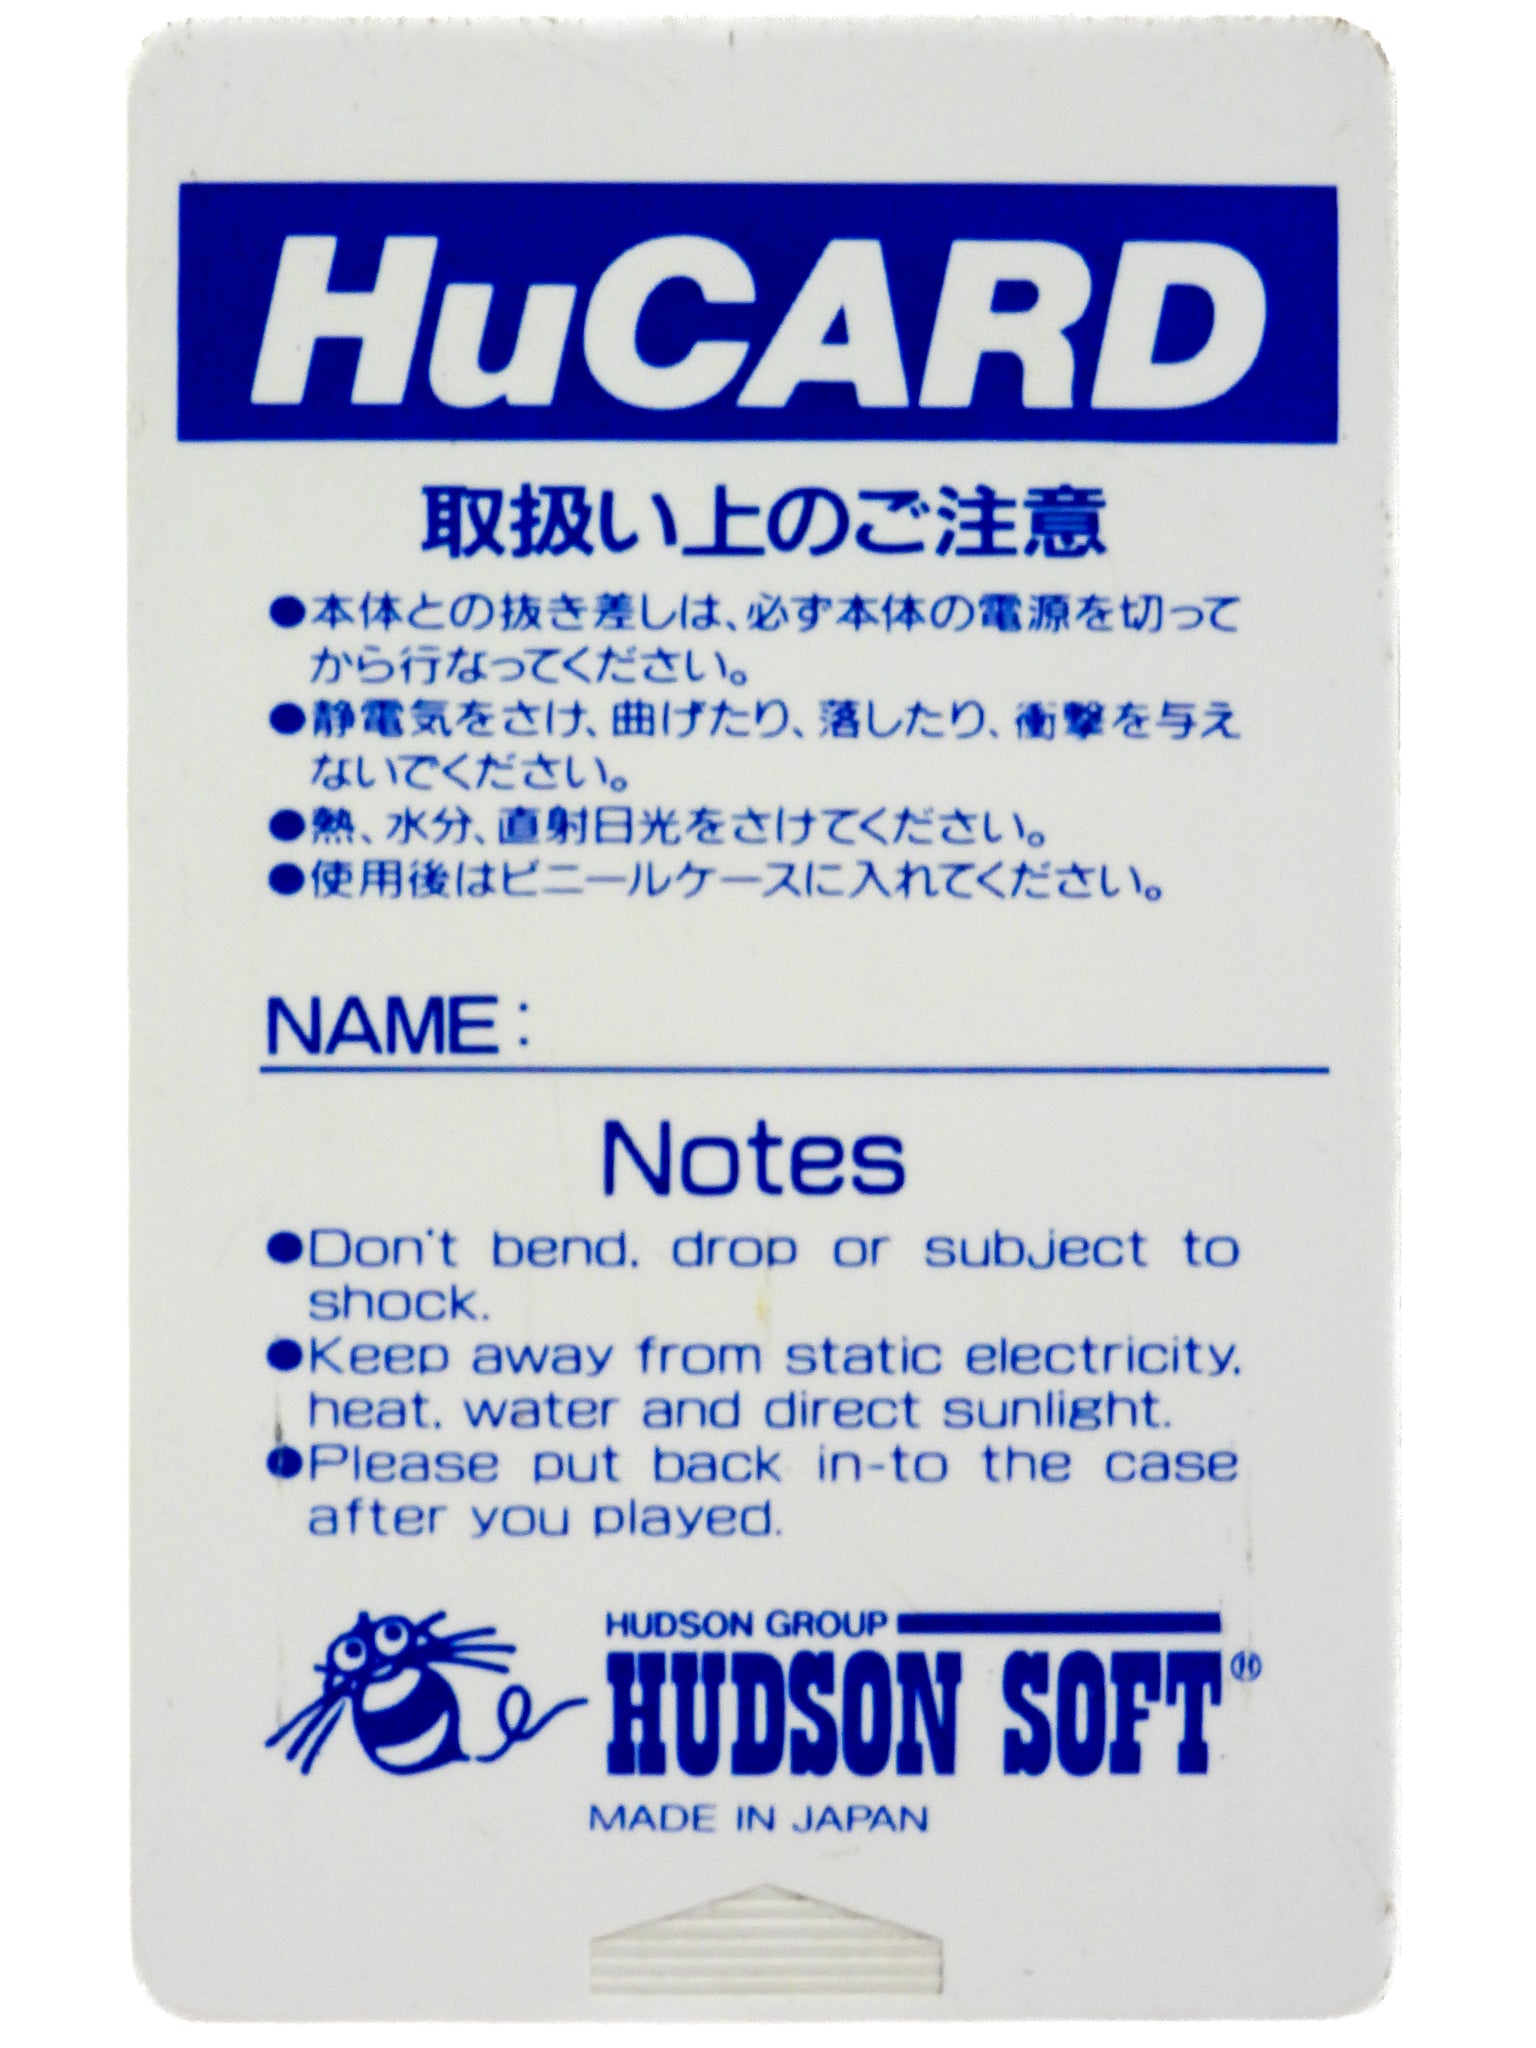 HuCARD
取扱い上のご注意
●本体との抜き差しは、必ず本体の電源を切って
から行なってください。
●静電気をさけ、曲げたり、落したり、衝撃を与え
ないでください。
●熱、水分、直射日光をさけてください。
●使用後はビニールケースに入れてください。
NAME:
Notes
●Don't bend, drop or subject to
shock.
●Keep away from static electricity,
heat, water and direct sunlight.
●Please put back in-to the case
after you played.
HUDSON GROUP
HUDSON SOFT®
MADE IN JAPAN